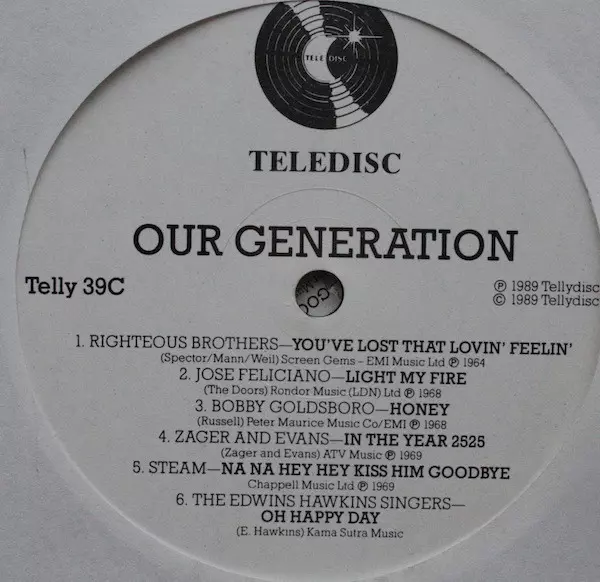 TELE DISC
TELEDISC
OUR GENERATION
Telly 39C
℗ 1989 Tellydisc
© 1989 Tellydisc
1. RIGHTEOUS BROTHERS—YOU'VE LOST THAT LOVIN' FEELIN'
(Spector/Mann/Weil) Screen Gems – EMI Music Ltd ℗ 1964
2. JOSE FELICIANO—LIGHT MY FIRE
(The Doors) Rondor Music (LDN) Ltd ℗ 1968
3. BOBBY GOLDSBORO—HONEY
(Russell) Peter Maurice Music Co/EMI ℗ 1968
4. ZAGER AND EVANS—IN THE YEAR 2525
(Zager and Evans) ATV Music ℗ 1969
5. STEAM—NA NA HEY HEY KISS HIM GOODBYE
Chappell Music Ltd ℗ 1969
6. THE EDWINS HAWKINS SINGERS—
OH HAPPY DAY
(E. Hawkins) Kama Sutra Music